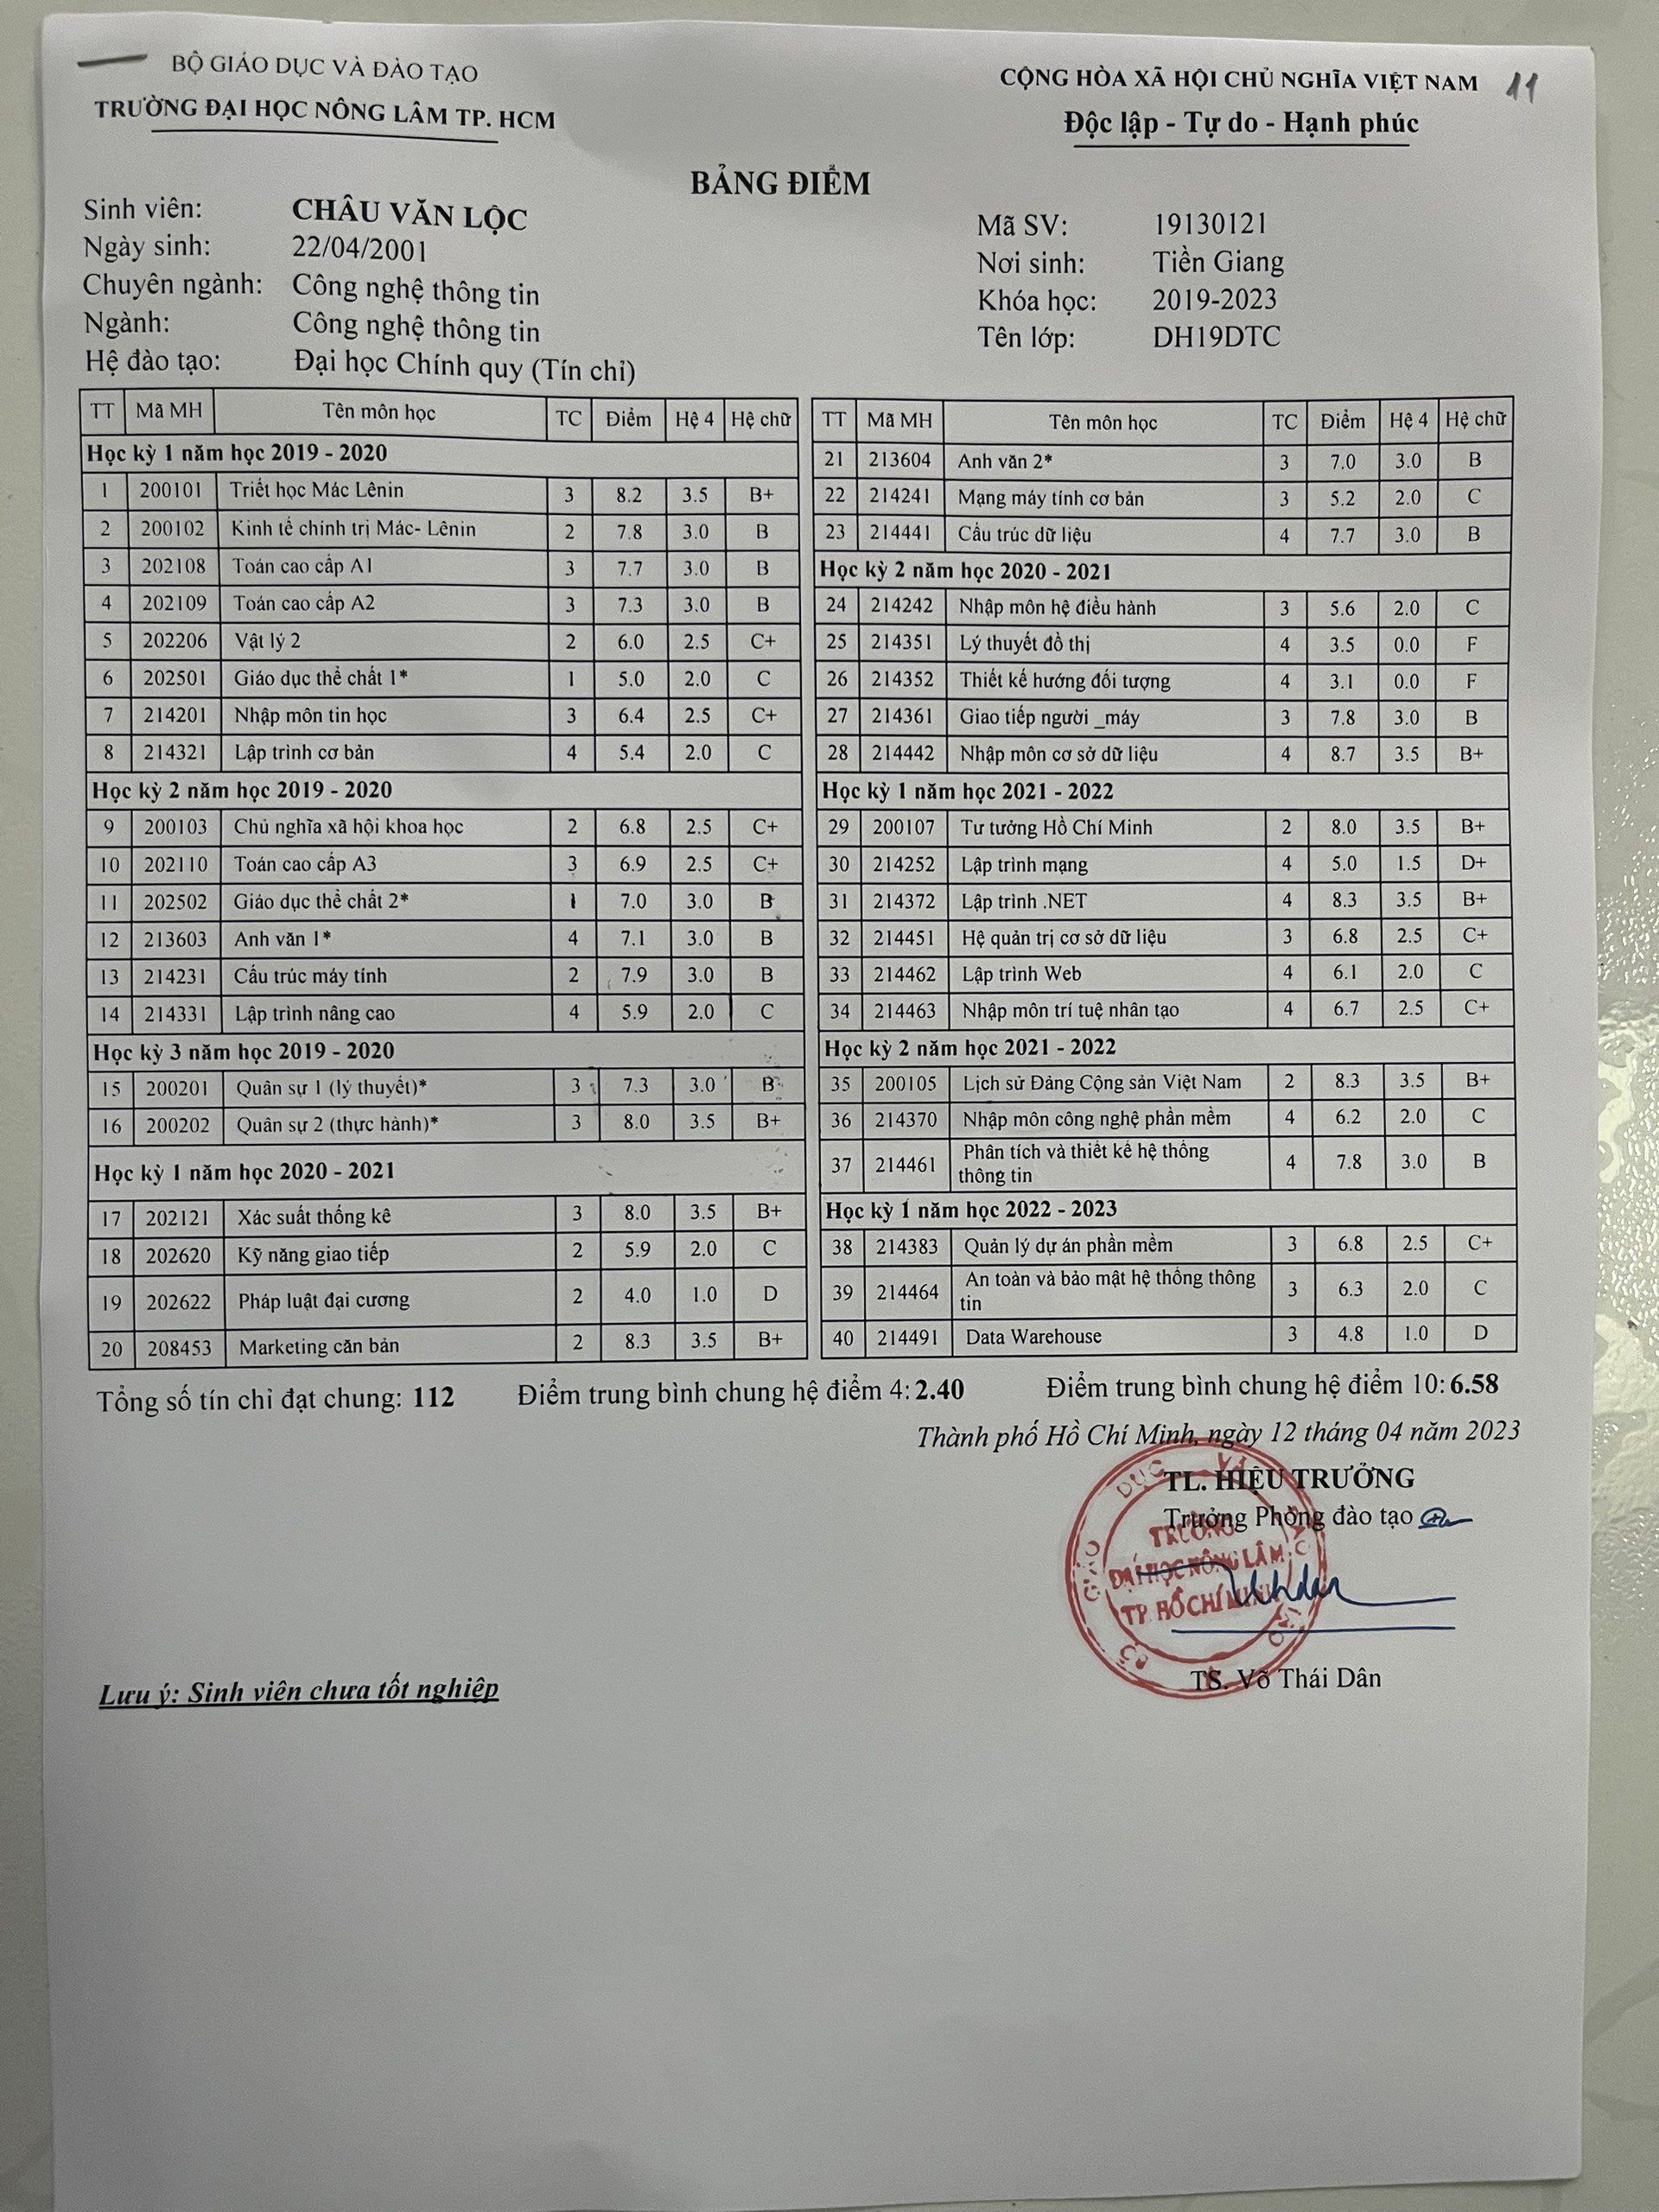 BỘ GIÁO DỤC VÀ ĐÀO TẠO
TRƯỜNG ĐẠI HỌC NÔNG LÂM TP. HCM
CỘNG HÒA XÃ HỘI CHỦ NGHĨA VIỆT NAM 11
Độc lập - Tự do - Hạnh phúc
BẢNG ĐIỂM
Sinh viên: CHÂU VĂN LỘC
Ngày sinh: 22/04/2001
Chuyên ngành: Công nghệ thông tin
Ngành: Công nghệ thông tin
Hệ đào tạo: Đại học Chính quy (Tín chỉ)
Mã SV: 19130121
Nơi sinh: Tiền Giang
Khóa học: 2019-2023
Tên lớp: DH19DTC
TT Mã MH Tên môn học TC Điểm Hệ 4 Hệ chữ
Học kỳ 1 năm học 2019 - 2020
1 200101 Triết học Mác Lênin 3 8.2 3.5 B+
2 200102 Kinh tế chính trị Mác- Lênin 2 7.8 3.0 B
3 202108 Toán cao cấp A1 3 7.7 3.0 B
4 202109 Toán cao cấp A2 3 7.3 3.0 B
5 202206 Vật lý 2 2 6.0 2.5 C+
6 202501 Giáo dục thể chất 1* 1 5.0 2.0 C
7 214201 Nhập môn tin học 3 6.4 2.5 C+
8 214321 Lập trình cơ bản 4 5.4 2.0 C
Học kỳ 2 năm học 2019 - 2020
9 200103 Chủ nghĩa xã hội khoa học 2 6.8 2.5 C+
10 202110 Toán cao cấp A3 3 6.9 2.5 C+
11 202502 Giáo dục thể chất 2* 1 7.0 3.0 B
12 213603 Anh văn 1* 4 7.1 3.0 B
13 214231 Cấu trúc máy tính 2 7.9 3.0 B
14 214331 Lập trình nâng cao 4 5.9 2.0 C
Học kỳ 3 năm học 2019 - 2020
15 200201 Quân sự 1 (lý thuyết)* 3 7.3 3.0 B
16 200202 Quân sự 2 (thực hành)* 3 8.0 3.5 B+
Học kỳ 1 năm học 2020 - 2021
17 202121 Xác suất thống kê 3 8.0 3.5 B+
18 202620 Kỹ năng giao tiếp 2 5.9 2.0 C
19 202622 Pháp luật đại cương 2 4.0 1.0 D
20 208453 Marketing căn bản 2 8.3 3.5 B+
TT Mã MH Tên môn học TC Điểm Hệ 4 Hệ chữ
21 213604 Anh văn 2* 3 7.0 3.0 B
22 214241 Mạng máy tính cơ bản 3 5.2 2.0 C
23 214441 Cấu trúc dữ liệu 4 7.7 3.0 B
Học kỳ 2 năm học 2020 - 2021
24 214242 Nhập môn hệ điều hành 3 5.6 2.0 C
25 214351 Lý thuyết đồ thị 4 3.5 0.0 F
26 214352 Thiết kế hướng đối tượng 4 3.1 0.0 F
27 214361 Giao tiếp người _máy 3 7.8 3.0 B
28 214442 Nhập môn cơ sở dữ liệu 4 8.7 3.5 B+
Học kỳ 1 năm học 2021 - 2022
29 200107 Tư tưởng Hồ Chí Minh 2 8.0 3.5 B+
30 214252 Lập trình mạng 4 5.0 1.5 D+
31 214372 Lập trình .NET 4 8.3 3.5 B+
32 214451 Hệ quản trị cơ sở dữ liệu 3 6.8 2.5 C+
33 214462 Lập trình Web 4 6.1 2.0 C
34 214463 Nhập môn trí tuệ nhân tạo 4 6.7 2.5 C+
Học kỳ 2 năm học 2021 - 2022
35 200105 Lịch sử Đảng Cộng sản Việt Nam 2 8.3 3.5 B+
36 214370 Nhập môn công nghệ phần mềm 4 6.2 2.0 C
37 214461 Phân tích và thiết kế hệ thống
thông tin 4 7.8 3.0 B
Học kỳ 1 năm học 2022 - 2023
38 214383 Quản lý dự án phần mềm 3 6.8 2.5 C+
39 214464 An toàn và bảo mật hệ thống thông
tin 3 6.3 2.0 C
40 214491 Data Warehouse 3 4.8 1.0 D
Tổng số tín chỉ đạt chung: 112 Điểm trung bình chung hệ điểm 4: 2.40 Điểm trung bình chung hệ điểm 10: 6.58
Thành phố Hồ Chí Minh, ngày 12 tháng 04 năm 2023
TL. HIỆU TRƯỞNG
Trưởng Phòng đào tạo
BỘ GIÁO DỤC VÀ ĐÀO TẠO
TRƯỜNG
ĐẠI HỌC NÔNG LÂM
TP. HỒ CHÍ MINH
TS. Võ Thái Dân
Lưu ý: Sinh viên chưa tốt nghiệp